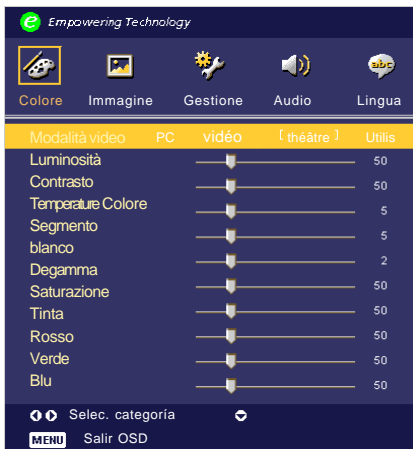 e Empowering Technology
abc
Colore Immagine Gestione Audio Lingua
Modalità video PC vidéo [ théâtre ] Utilis
Luminosità 50
Contrasto 50
Temperature Colore 5
Segmento 5
blanco 2
Degamma 50
Saturazione 50
Tinta 50
Rosso 50
Verde 50
Blu 50
Selec. categoría
MENU Salir OSD